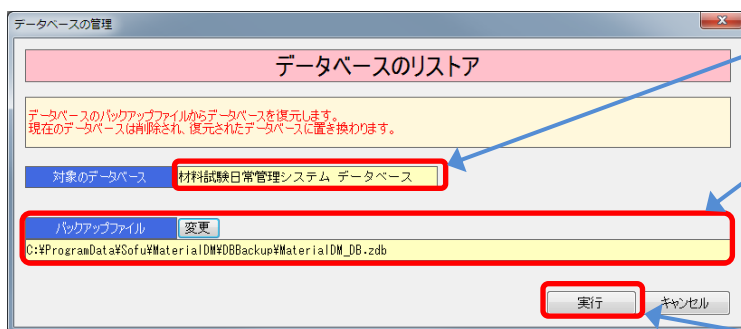 データベースの管理
データベースのリストア
データベースのバックアップファイルからデータベースを復元します。
現在のデータベースは削除され、復元されたデータベースに置き換わります。
対象のデータベース 材料試験日常管理システム データベース
バックアップファイル 変更
C:¥ProgramData¥Sofu¥MaterialDM¥DBBackup¥MaterialDM_DB.zdb
実行 キャンセル